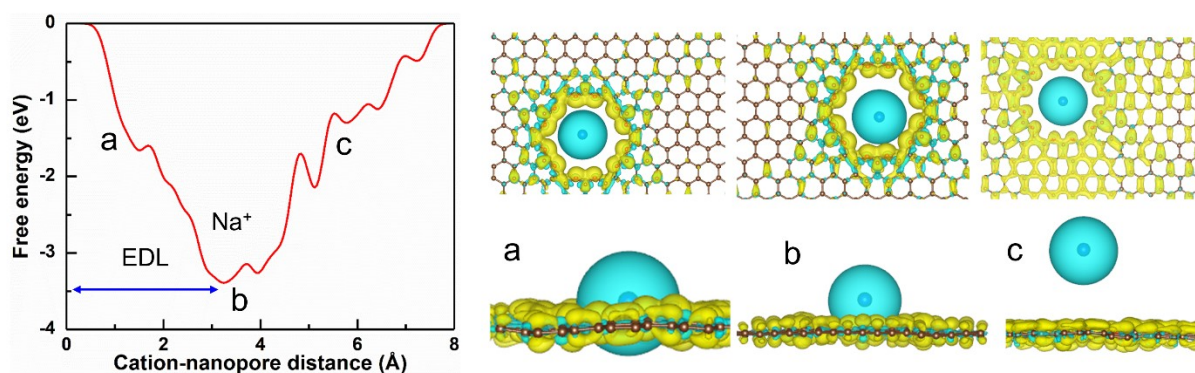 Free energy (eV)
0
-1
-2
-3
-4
a
Na⁺
c
EDL
b
0 2 4 6 8
Cation-nanopore distance (Å)
a
b
c